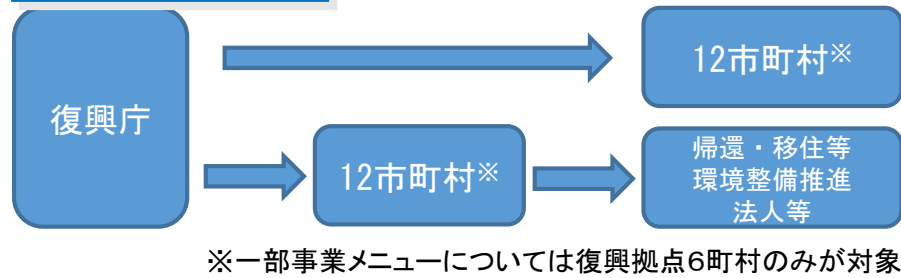 復興庁
12市町村※
12市町村※
帰還・移住等
環境整備推進
法人等
※一部事業メニューについては復興拠点6町村のみが対象